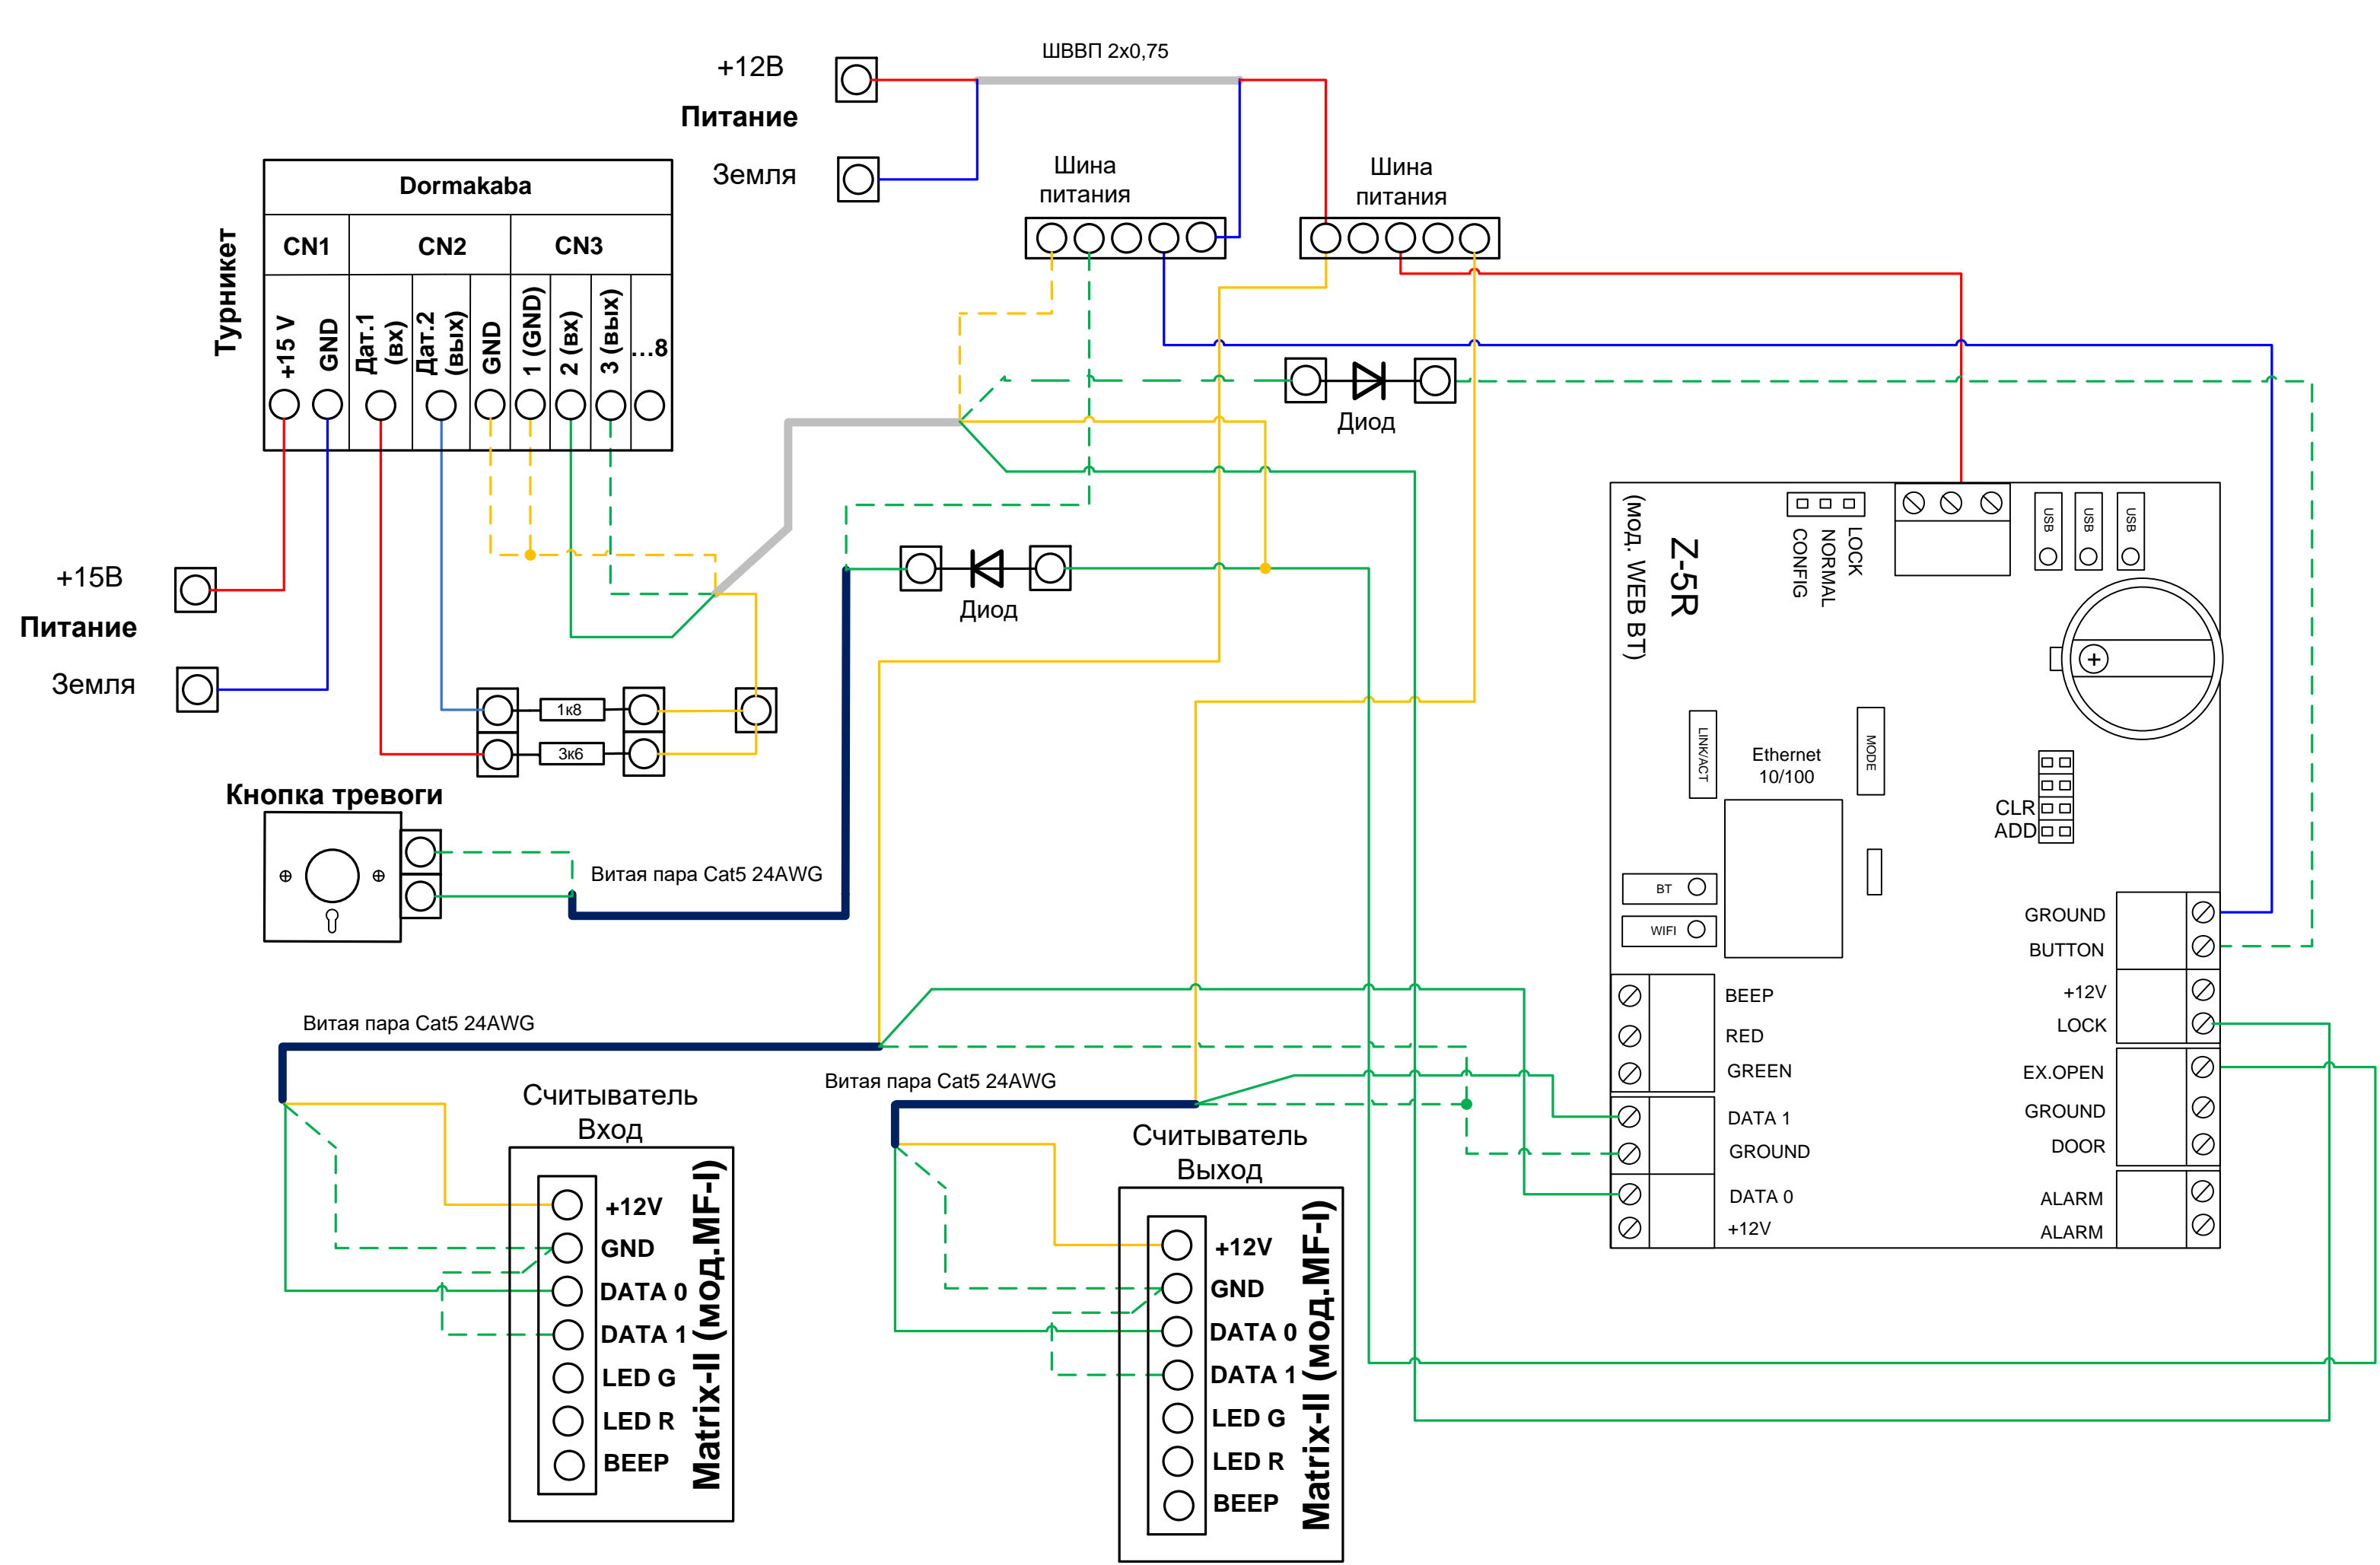 ШВВП 2х0,75
+12В
Питание
Земля
Шина
питания
Шина
питания
Dormakaba
CN1
CN2
CN3
Турникет
+15 V
GND
Дат.1
(вх)
Дат.2
(вых)
GND
1 (GND)
2 (вх)
3 (вых)
...8
Диод
+15В
Питание
Земля
Диод
1к8
3к6
Кнопка тревоги
Витая пара Cat5 24AWG
Z-5R
(мод. WEB BT)
LOCK
NORMAL
CONFIG
USB
USB
USB
LINK/ACT
Ethernet
10/100
MODE
CLR
ADD
BT
WIFI
GROUND
BUTTON
+12V
LOCK
EX.OPEN
GROUND
DOOR
ALARM
ALARM
BEEP
RED
GREEN
DATA 1
GROUND
DATA 0
+12V
Витая пара Cat5 24AWG
Считыватель
Вход
+12V
GND
DATA 0
DATA 1
LED G
LED R
BEEP
Matrix-II (мод.MF-I)
Витая пара Cat5 24AWG
Считыватель
Выход
+12V
GND
DATA 0
DATA 1
LED G
LED R
BEEP
Matrix-II (мод.MF-I)